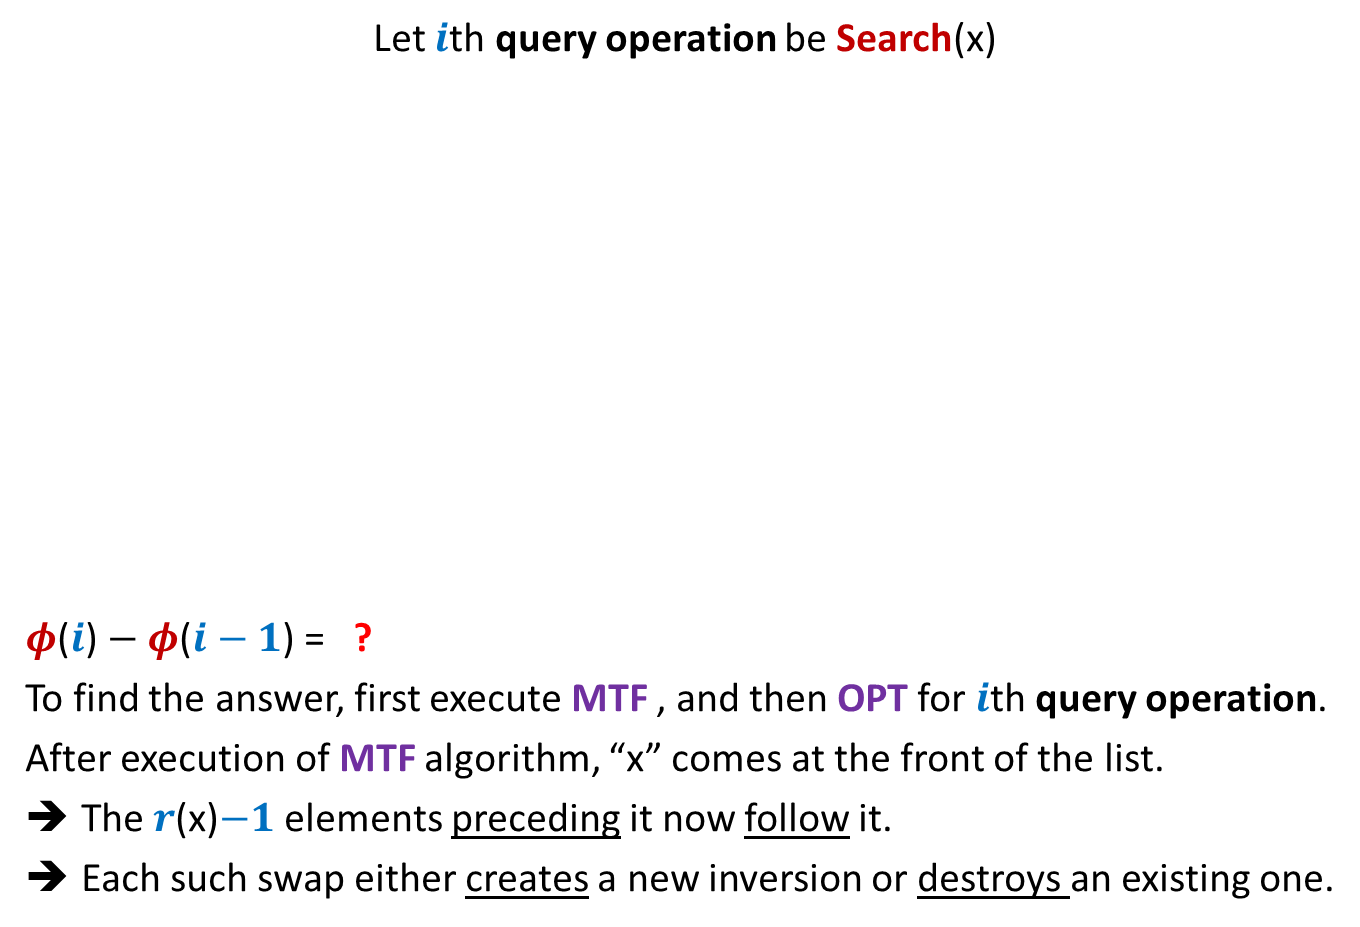 Let ith query operation be Search(x)
ϕ(i) − ϕ(i − 1) = ?
To find the answer, first execute MTF , and then OPT for ith query operation.
After execution of MTF algorithm, “x” comes at the front of the list.
➔ The r(x)−1 elements preceding it now follow it.
➔ Each such swap either creates a new inversion or destroys an existing one.